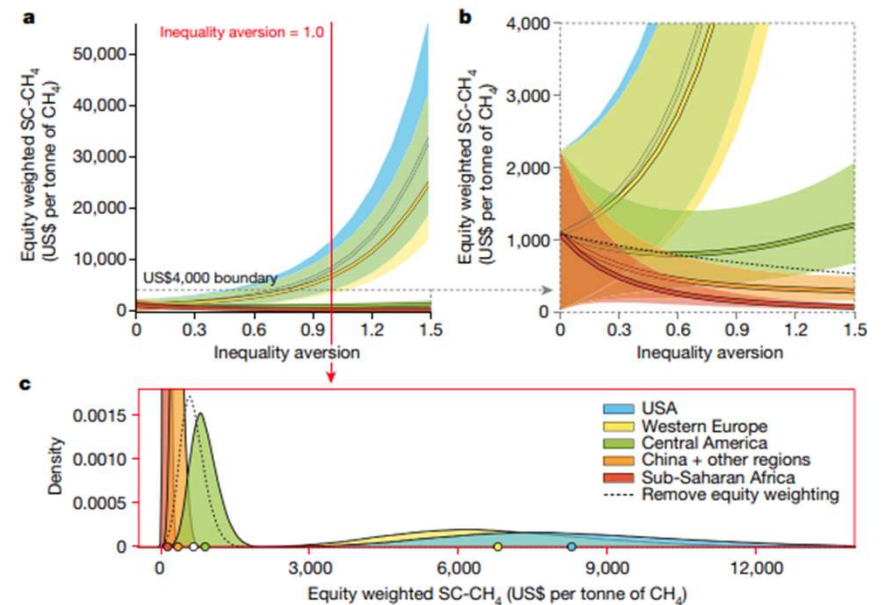 a
Equity weighted SC-CH₄
(US$ per tonne of CH₄)
50,000
40,000
30,000
20,000
10,000
0
Inequality aversion = 1.0
US$4,000 boundary
0 0.3 0.6 0.9 1.2 1.5
Inequality aversion
b
Equity weighted SC-CH₄
(US$ per tonne of CH₄)
4,000
3,000
2,000
1,000
0
0 0.3 0.6 0.9 1.2 1.5
Inequality aversion
c
Density
0.0015
0.0010
0.0005
0
USA
Western Europe
Central America
China + other regions
Sub-Saharan Africa
Remove equity weighting
0 3,000 6,000 9,000 12,000
Equity weighted SC-CH₄ (US$ per tonne of CH₄)